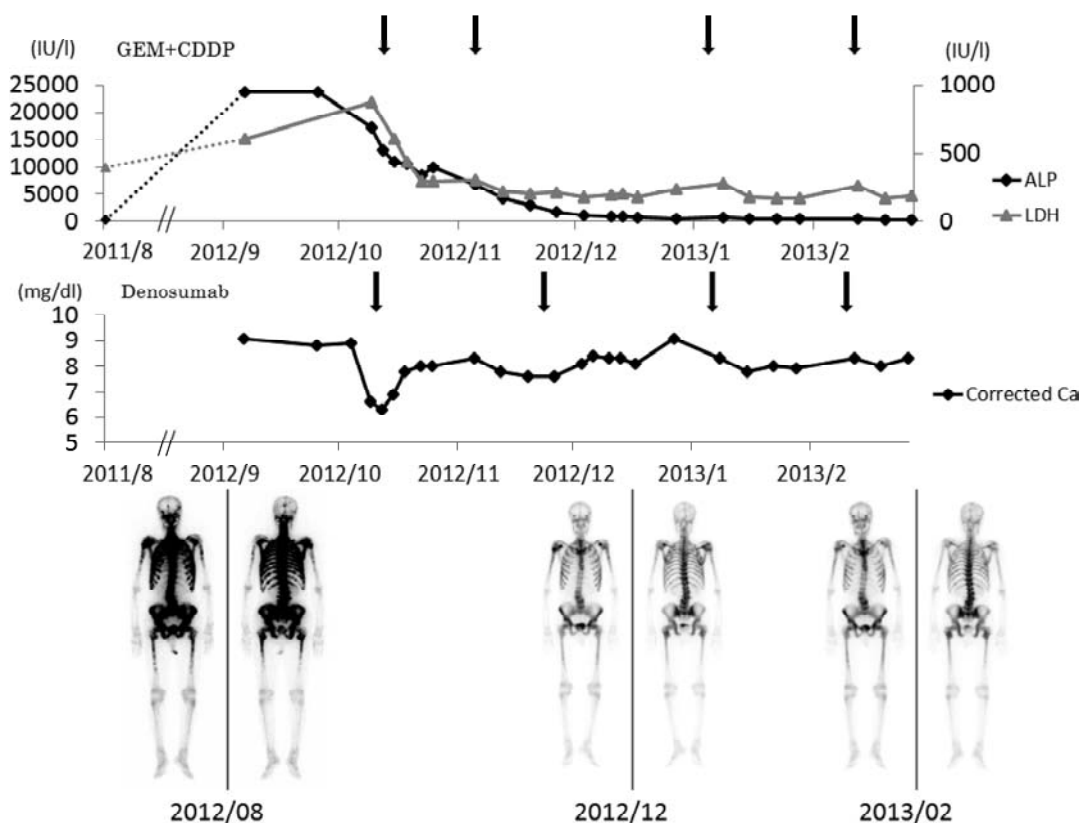 (IU/l) GEM+CDDP (IU/l)
25000 1000
20000
15000
10000 500
5000
0 0
ALP
LDH
2011/8 2012/9 2012/10 2012/11 2012/12 2013/1 2013/2
(mg/dl) Denosumab
10
9
8
7
6
5
Corrected Ca
2011/8 2012/9 2012/10 2012/11 2012/12 2013/1 2013/2
2012/08 2012/12 2013/02